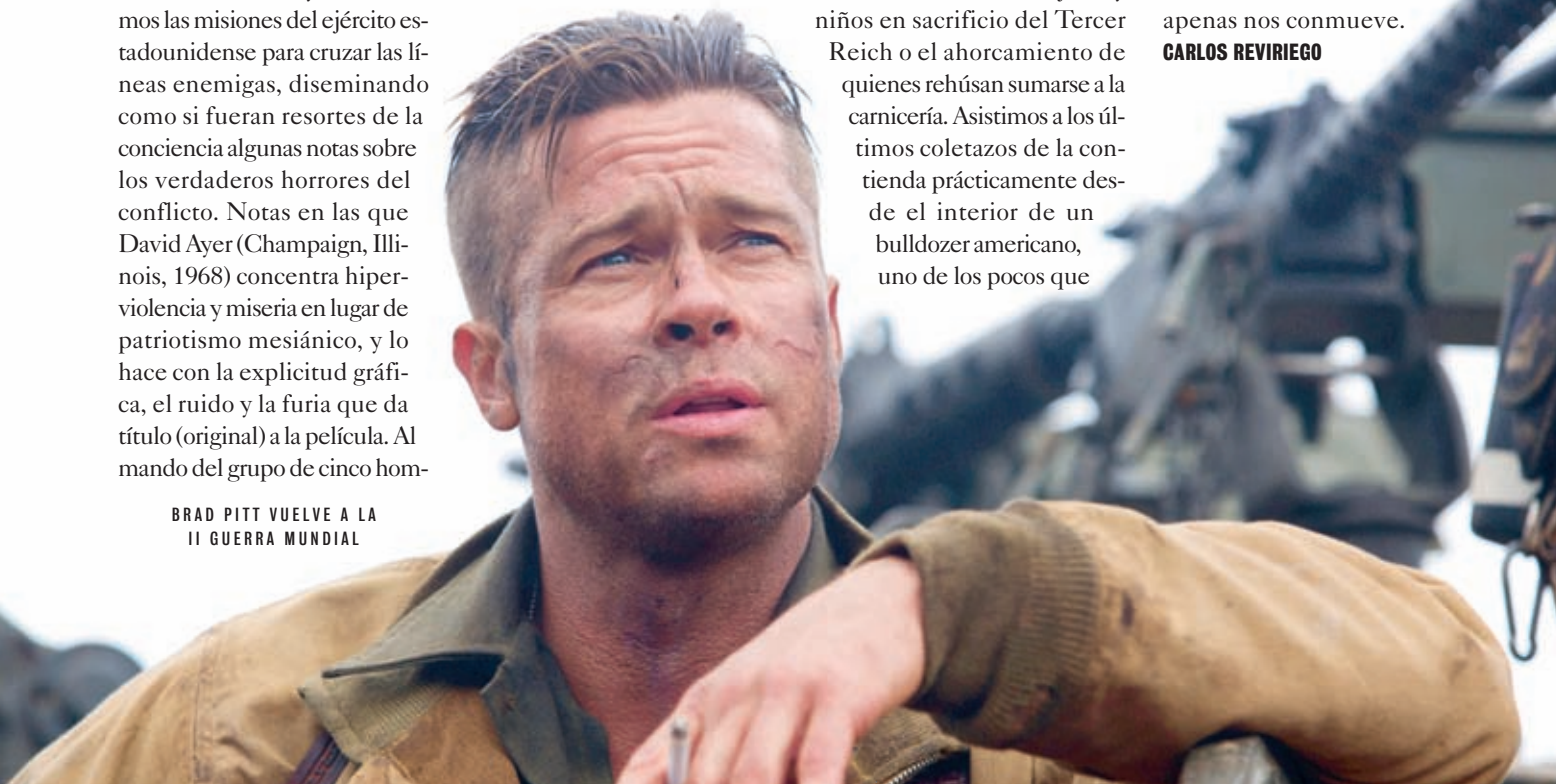 mos las misiones del ejército es-
tadounidense para cruzar las lí-
neas enemigas, diseminando
como si fueran resortes de la
conciencia algunas notas sobre
los verdaderos horrores del
conflicto. Notas en las que
David Ayer (Champaign, Illi-
nois, 1968) concentra hiper-
violencia y miseria en lugar de
patriotismo mesiánico, y lo
hace con la explicitud gráfi-
ca, el ruido y la furia que da
título (original) a la película. Al
mando del grupo de cinco hom-
BRAD PITT VUELVE A LA
II GUERRA MUNDIAL
niños en sacrificio del Tercer
Reich o el ahorcamiento de
quienes rehúsan sumarse a la
carnicería. Asistimos a los úl-
timos coletazos de la con-
tienda prácticamente des-
de el interior de un
bulldozer americano,
uno de los pocos que
apenas nos conmueve.
CARLOS REVIRIEGO